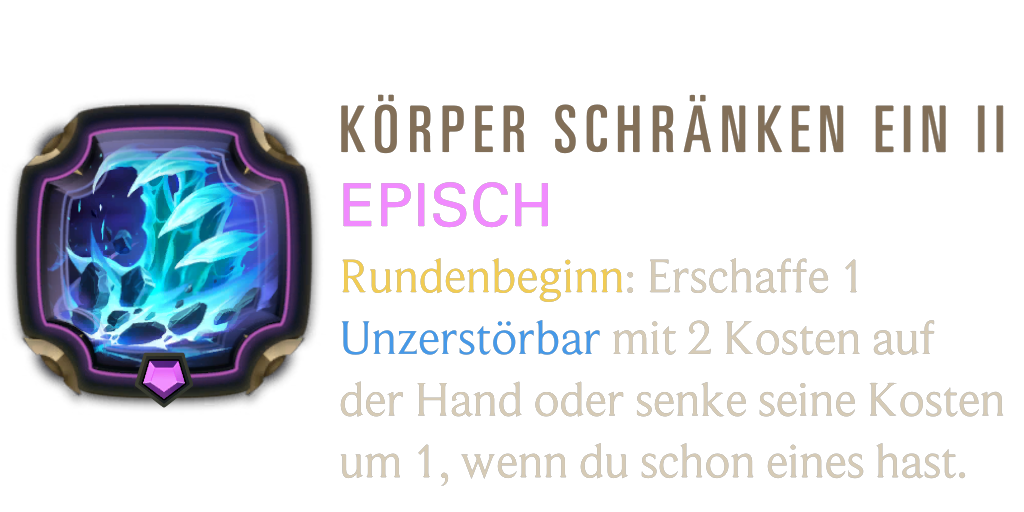 KÖRPER SCHRÄNKEN EIN II
EPISCH
Rundenbeginn: Erschaffe 1
Unzerstörbar mit 2 Kosten auf
der Hand oder senke seine Kosten
um 1, wenn du schon eines hast.